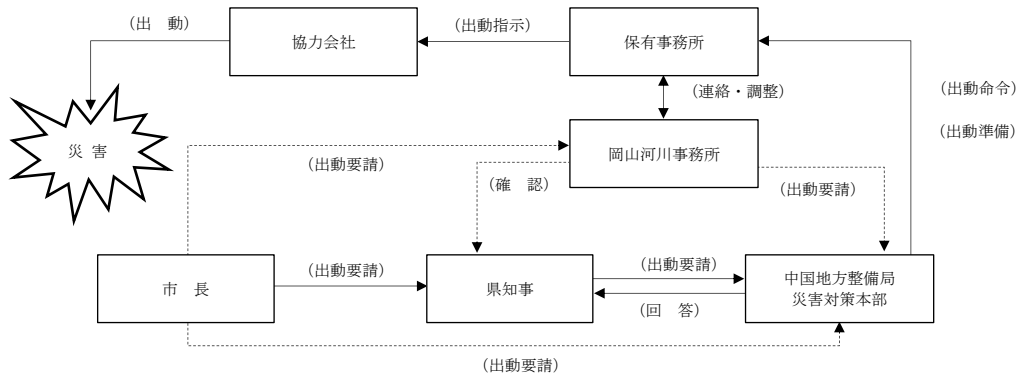 （出　動）
協力会社
（出動指示）
保有事務所
（出動命令）
（出動準備）
（連絡・調整）
災 害
岡山河川事務所
（出動要請）
（確　認）
（出動要請）
市　長
（出動要請）
県知事
（出動要請）
（回　答）
中国地方整備局
災害対策本部
（出動要請）